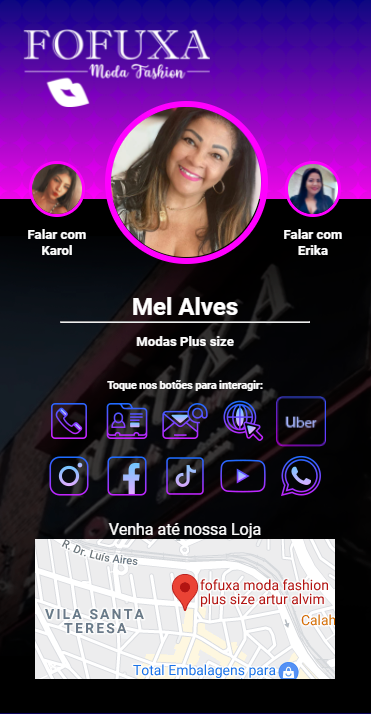 FOFUXA
Moda Fashion
Falar com
Karol
Falar com
Erika
Mel Alves
Modas Plus size
Toque nos botões para interagir:
Uber
Venha até nossa Loja
R. Dr. Luís Aires
fofuxa moda fashion
plus size artur alvim
VILA SANTA
TERESA
Calah
Total Embalagens para